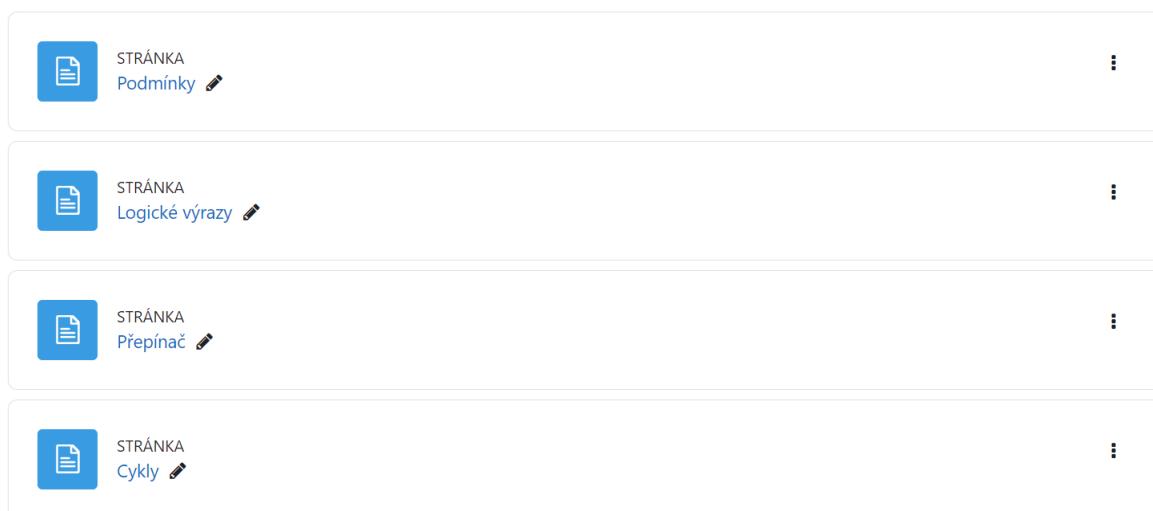 STRÁNKA
Podmínky
STRÁNKA
Logické výrazy
STRÁNKA
Přepínač
STRÁNKA
Cykly